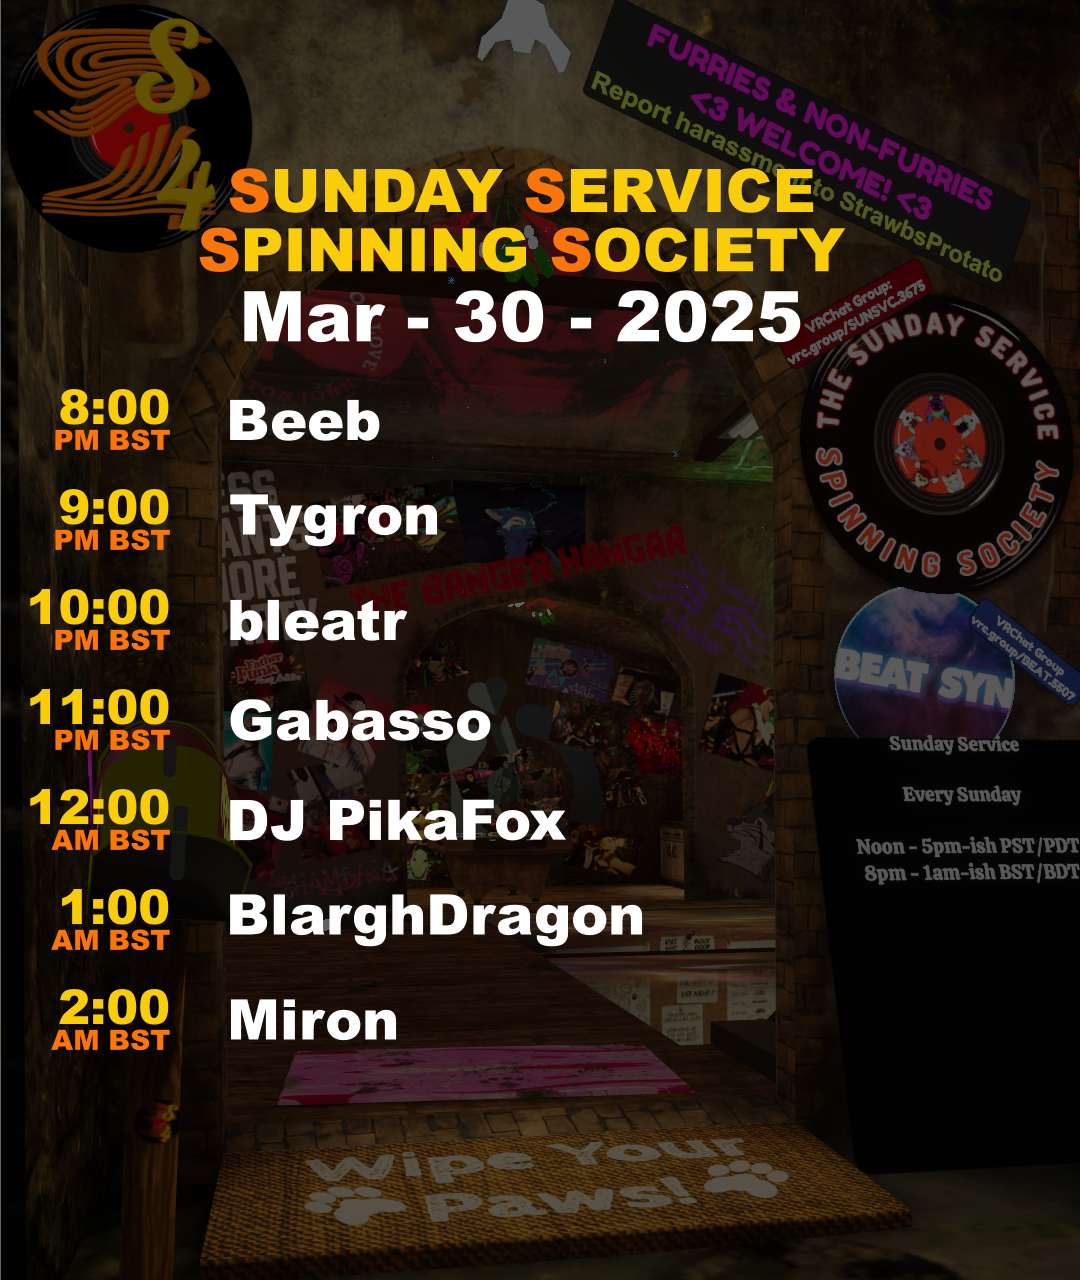 S
S
4
FURRIES & NON-FURRIES
<3 WELCOME! <3
Report harassment to StrawbsProtato
SUNDAY SERVICE
SPINNING SOCIETY
Mar - 30 - 2025
VRChat Group:
vrc.group/SUNSVC.3675
THE SUNDAY SERVICE
SPINNING SOCIETY
8:00
PM BST
Beeb
9:00
PM BST
Tygron
10:00
PM BST
bleatr
11:00
PM BST
Gabasso
12:00
AM BST
DJ PikaFox
1:00
AM BST
BlarghDragon
2:00
AM BST
Miron
THE BANGER HANGAR
Father
Funk
VRChat Group
vrc.group/BEAT.5507
BEAT SYN
Sunday Service
Every Sunday
Noon - 5pm-ish PST/PDT
8pm - 1am-ish BST/BDT
Wipe Your
Paws!